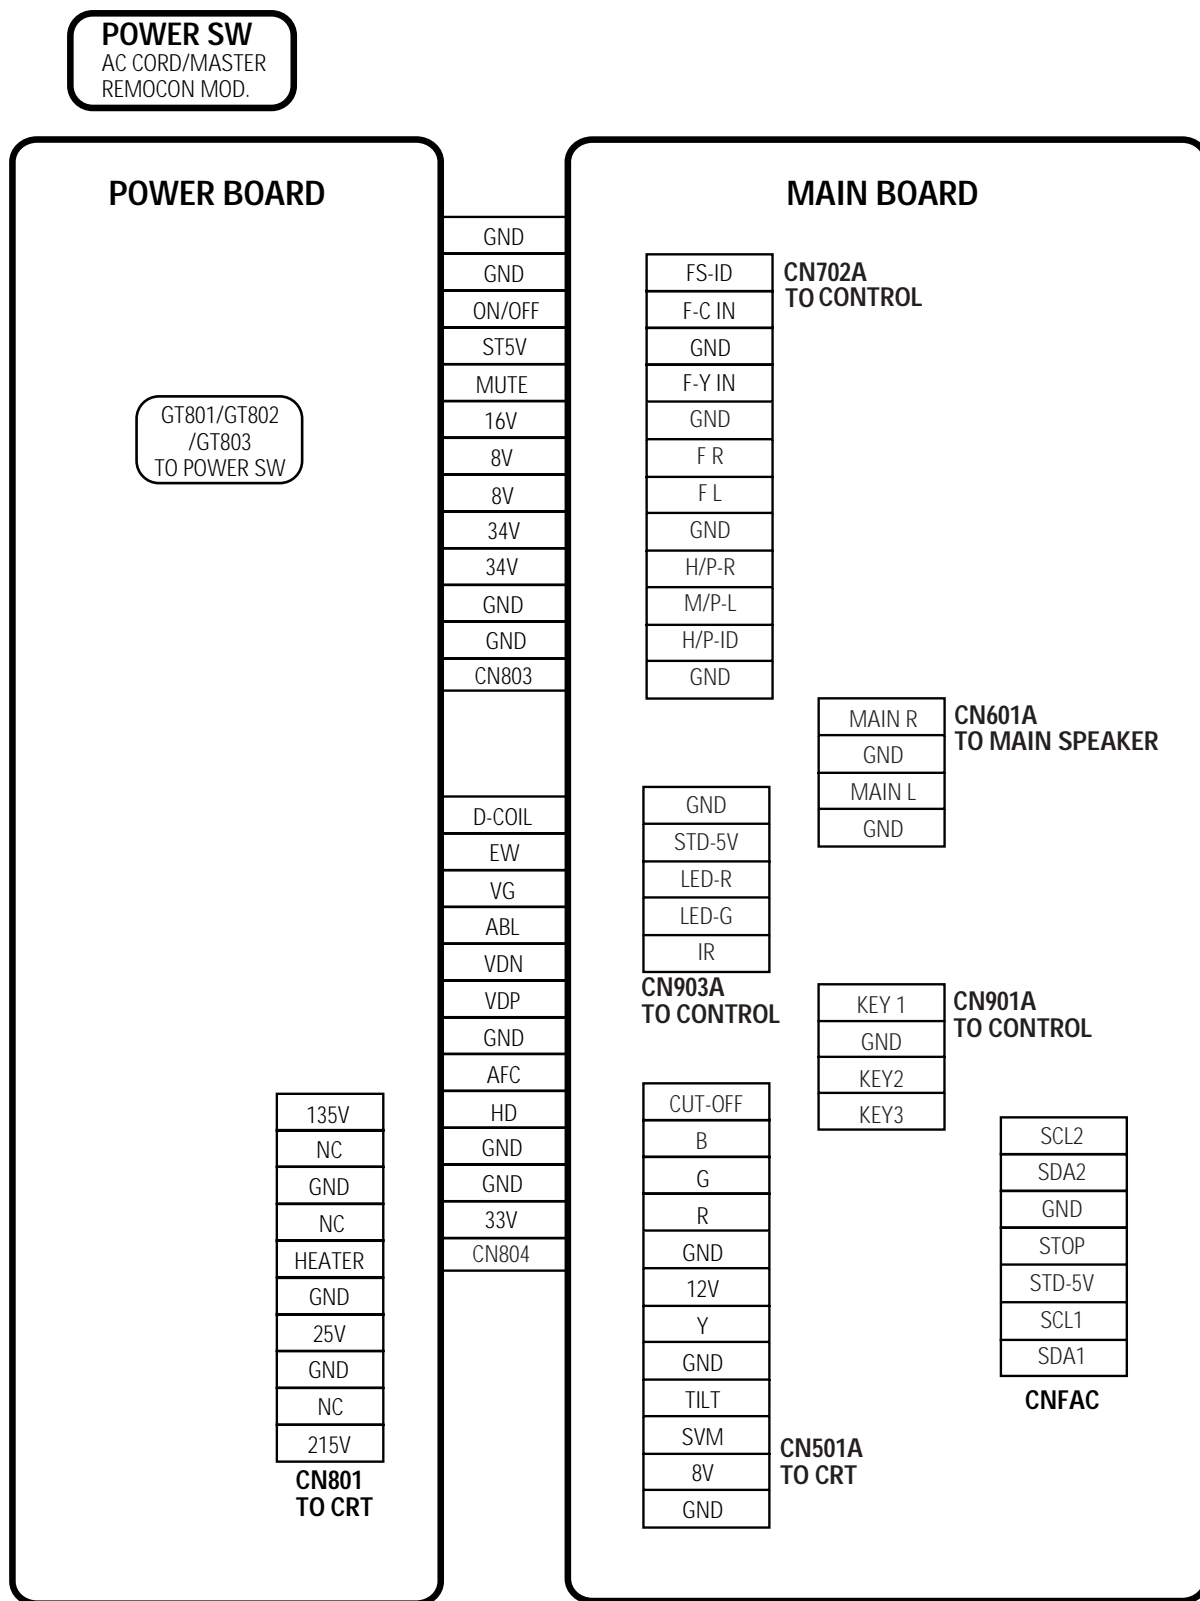 POWER SW
AC CORD/MASTER
REMOCON MOD.
POWER BOARD
GT801/GT802
/GT803
TO POWER SW
135V
NC
GND
NC
HEATER
GND
25V
GND
NC
215V
CN801
TO CRT
GND
GND
ON/OFF
ST5V
MUTE
16V
8V
8V
34V
34V
GND
GND
CN803
D-COIL
EW
VG
ABL
VDN
VDP
GND
AFC
HD
GND
GND
33V
CN804
MAIN BOARD
FS-ID
F-C IN
GND
F-Y IN
GND
F R
F L
GND
H/P-R
M/P-L
H/P-ID
GND
CN702A
TO CONTROL
MAIN R
GND
MAIN L
GND
CN601A
TO MAIN SPEAKER
GND
STD-5V
LED-R
LED-G
IR
CN903A
TO CONTROL
KEY 1
GND
KEY2
KEY3
CN901A
TO CONTROL
CUT-OFF
B
G
R
GND
12V
Y
GND
TILT
SVM
8V
GND
CN501A
TO CRT
SCL2
SDA2
GND
STOP
STD-5V
SCL1
SDA1
CNFAC